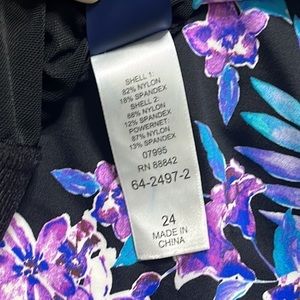 SHELL 1:
82% NYLON
18% SPANDEX
SHELL 2:
88% NYLON
12% SPANDEX
POWERNET:
87% NYLON
13% SPANDEX
07995
RN 88842
64-2497-2
24
MADE IN
CHINA